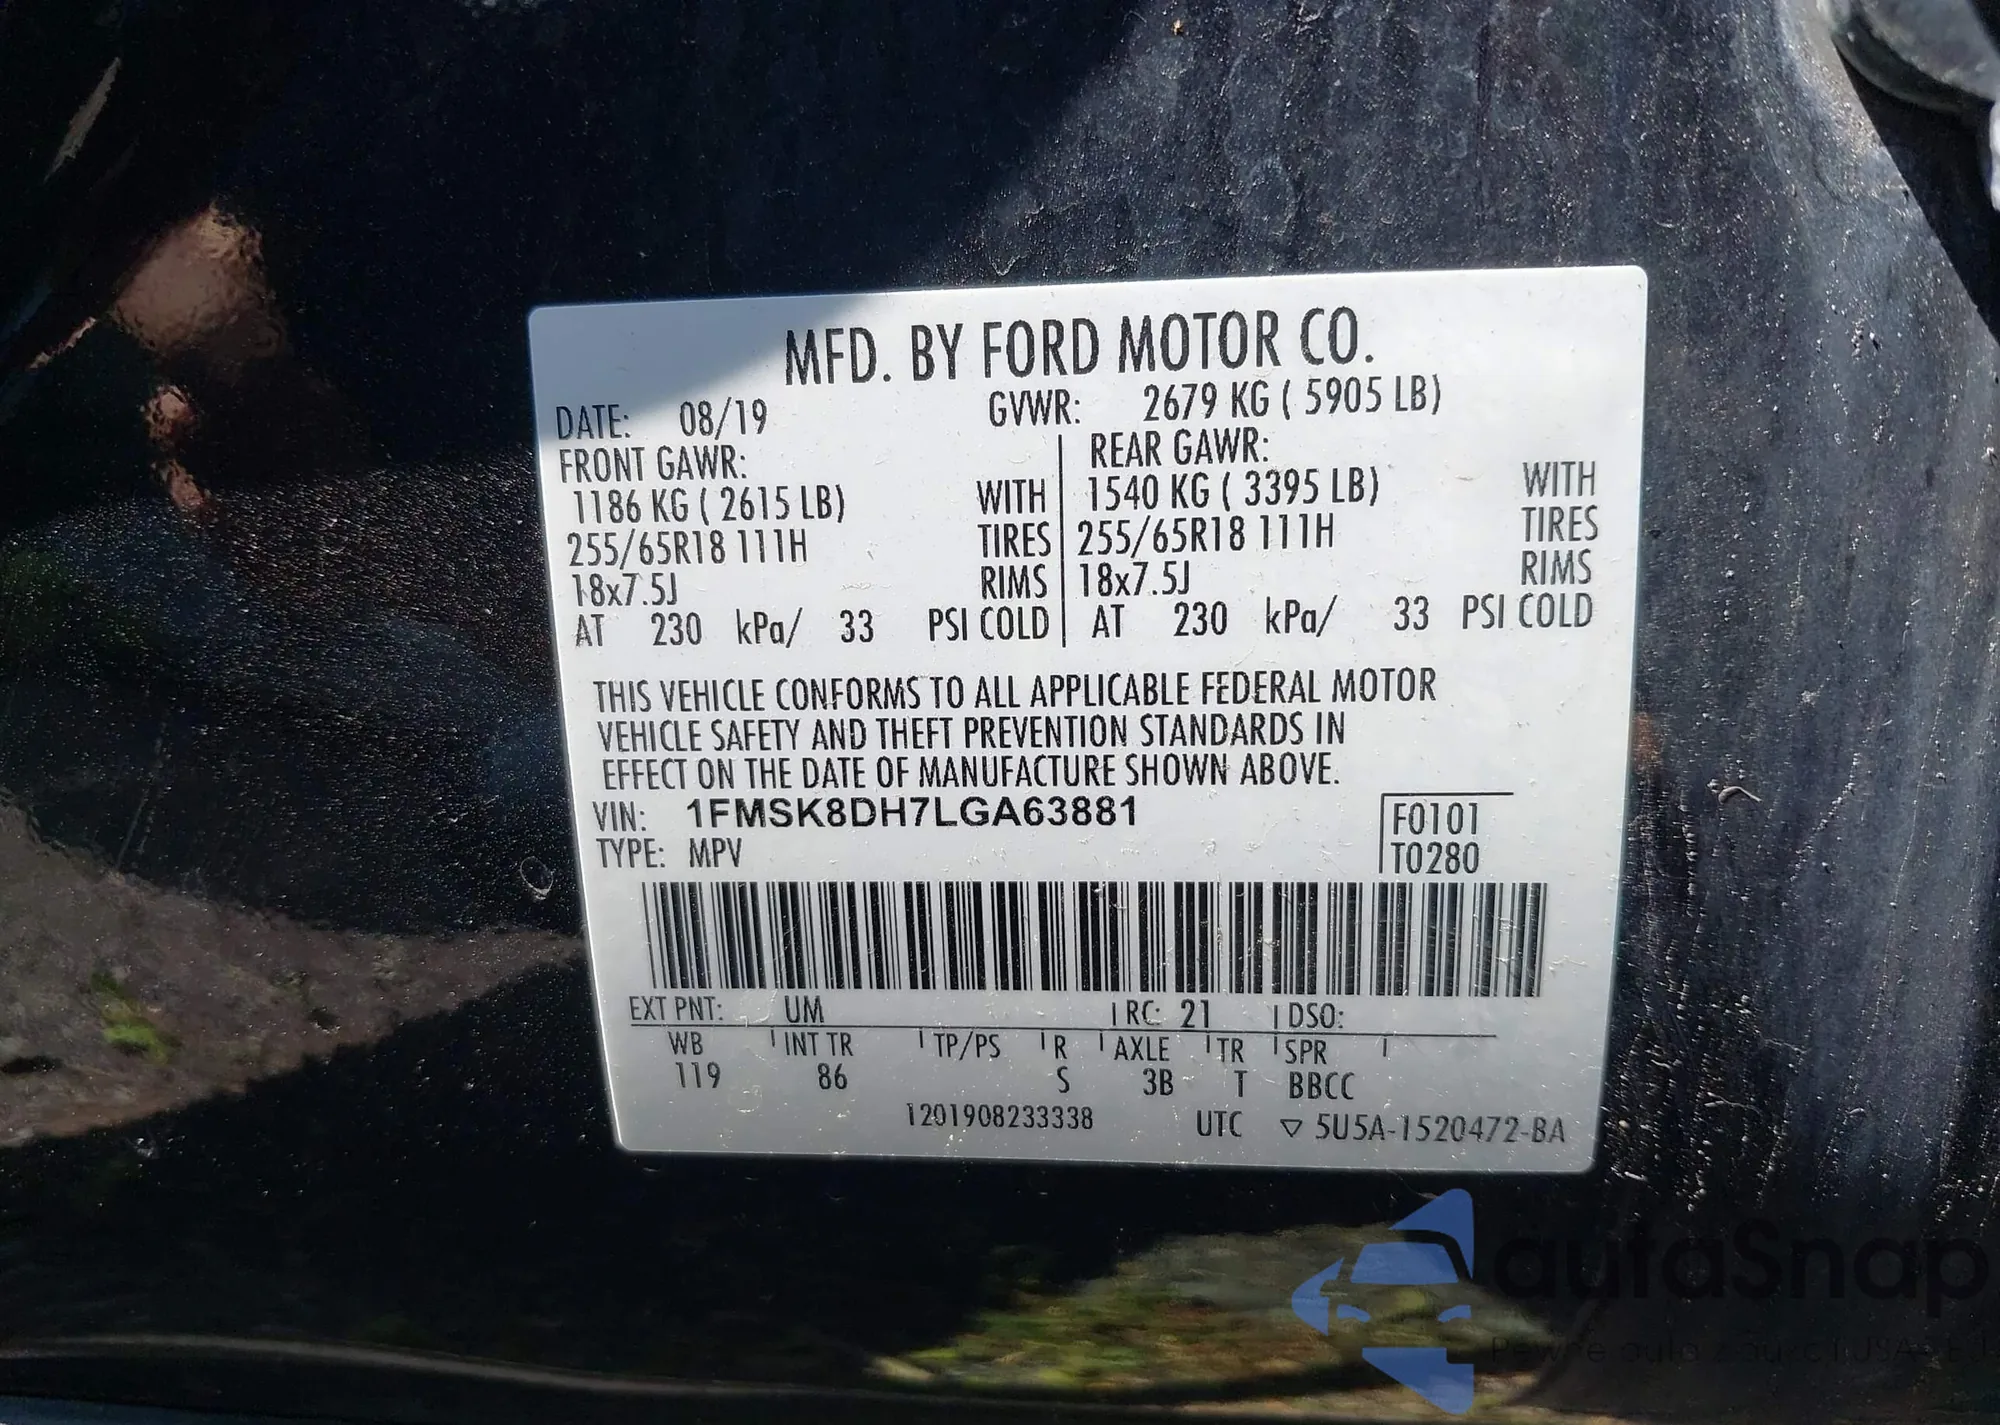 MFD. BY FORD MOTOR CO.
DATE: 08/19 GVWR: 2679 KG ( 5905 LB)
FRONT GAWR: REAR GAWR:
1186 KG ( 2615 LB) WITH 1540 KG ( 3395 LB) WITH
255/65R18 111H TIRES 255/65R18 111H TIRES
18x7.5J RIMS 18x7.5J RIMS
AT 230 kPa/ 33 PSI COLD AT 230 kPa/ 33 PSI COLD
THIS VEHICLE CONFORMS TO ALL APPLICABLE FEDERAL MOTOR
VEHICLE SAFETY AND THEFT PREVENTION STANDARDS IN
EFFECT ON THE DATE OF MANUFACTURE SHOWN ABOVE.
VIN: 1FMSK8DH7LGA63881 F0101
TYPE: MPV T0280
EXT PNT: UM RC: 21 DSO:
WB INT TR TP/PS R AXLE TR SPR
119 86 S 3B T BBCC
1201908233338 UTC ▽ 5U5A-1520472-BA
autaSnap
Pewne auta z aukcji USA